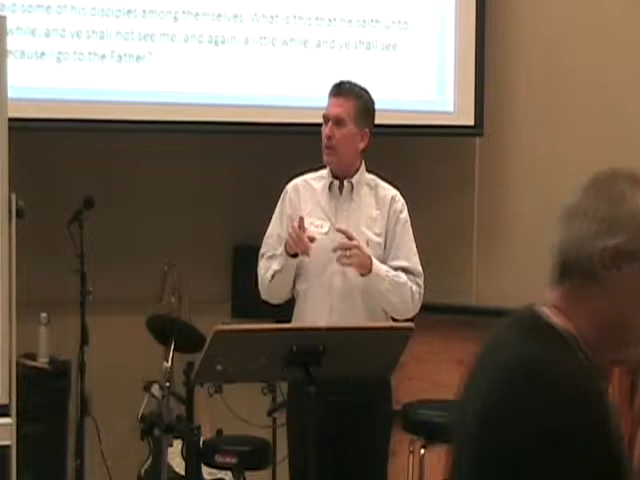 aid some of his disciples among themselves, What is this that he saith unto
while, and ye shall not see me: and again, a little while, and ye shall see
ecause I go to the Father?